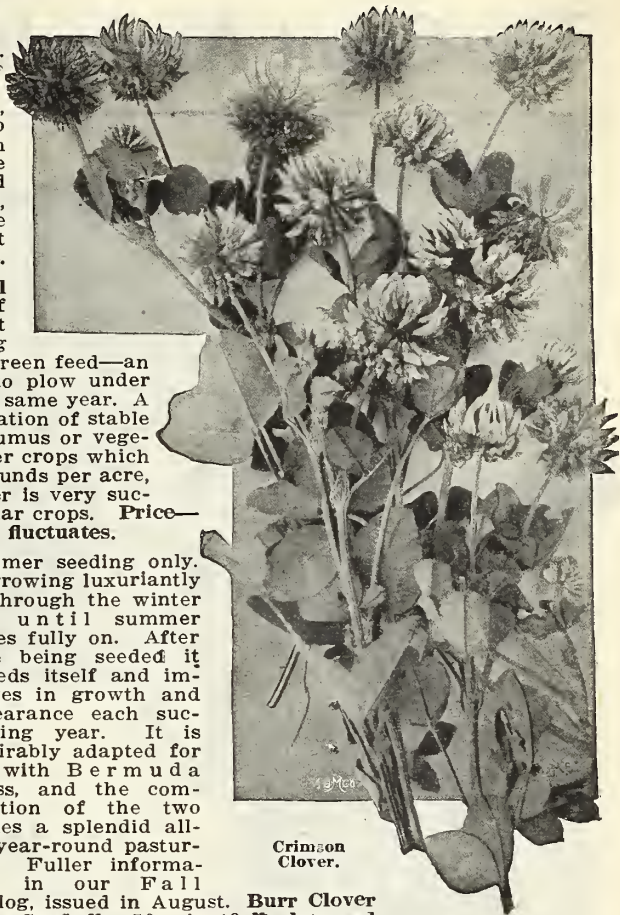 reen feed—an
o plow under
same year. A
ation of stable
umus or vege-
er crops which
unds per acre,
er is very suc-
ar crops. Price—
fluctuates.
mer seeding only.
rowing luxuriantly
hrough the winter
until summer
es fully on. After
being seeded it
eds itself and im-
es in growth and
earance each suc-
ing year. It is
irably adapted for
with Bermuda
ss, and the com-
tion of the two
es a splendid all-
year-round pastur-
Fuller informa-
in our Fall
log, issued in August. Burr Clover
Crimson
Clover.